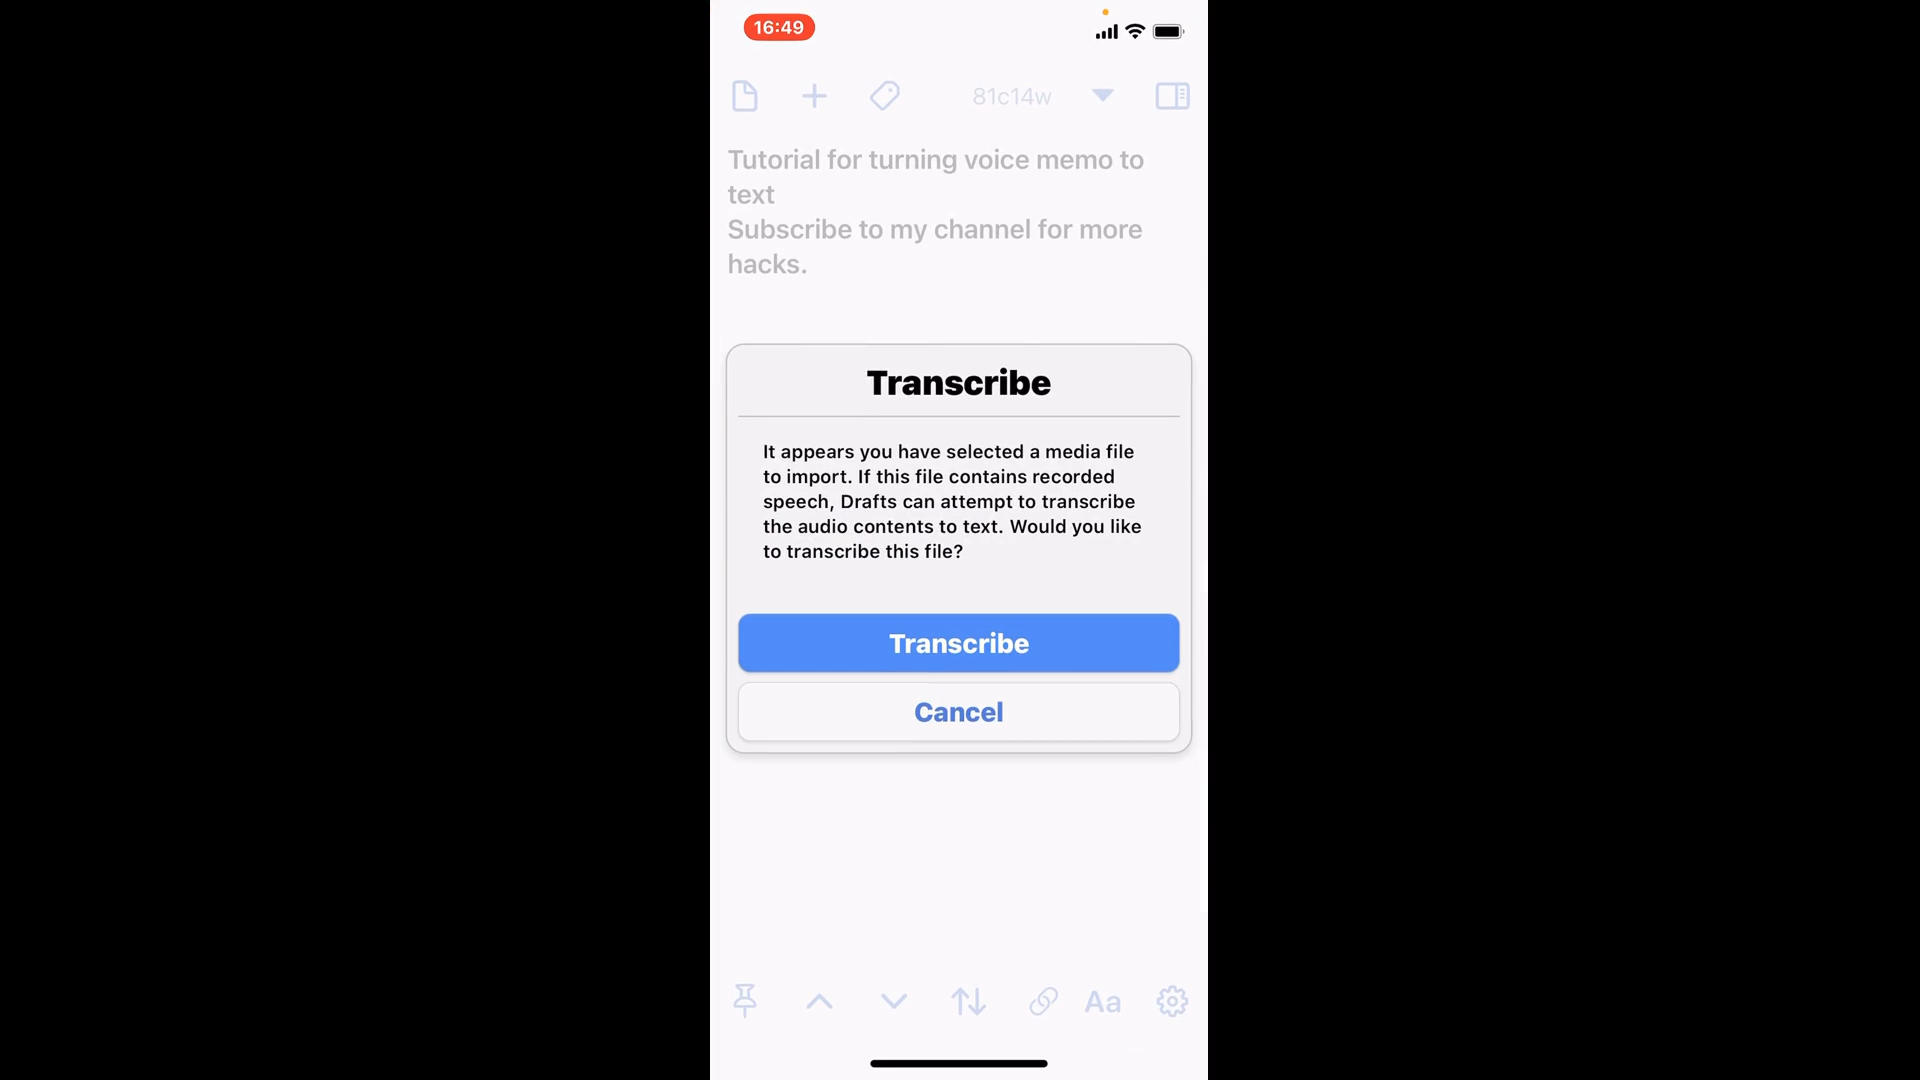 16:49
81c14w
Tutorial for turning voice memo to
text
Subscribe to my channel for more
hacks.
Transcribe
It appears you have selected a media file
to import. If this file contains recorded
speech, Drafts can attempt to transcribe
the audio contents to text. Would you like
to transcribe this file?
Transcribe
Cancel
Aa